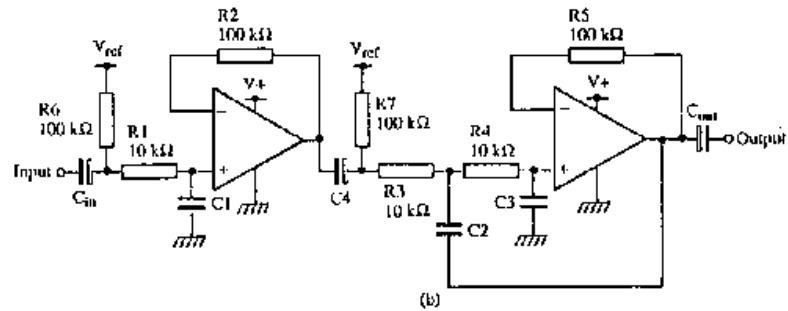 R2
100 kΩ
R5
100 kΩ
Vref
Vref
V+
V+
R6
100 kΩ
R1
10 kΩ
R7
100 kΩ
R4
10 kΩ
Cout
Input
Output
Cin
C1
C4
R3
10 kΩ
C3
C2
(b)